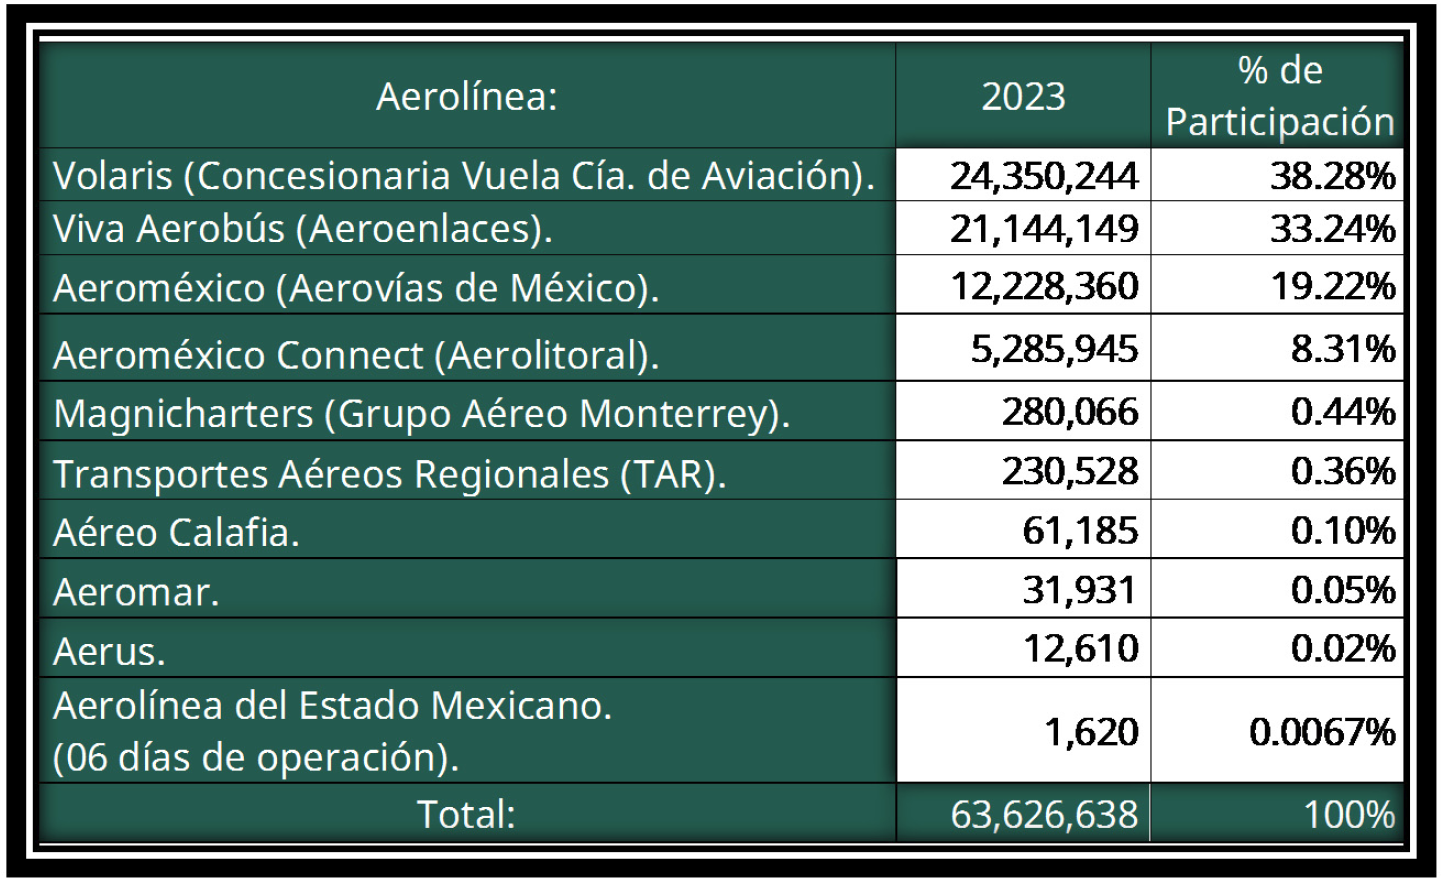 Aerolínea: 2023 % de
Participación
Volaris (Concesionaria Vuela Cía. de Aviación). 24,350,244 38.28%
Viva Aerobús (Aeroenlaces). 21,144,149 33.24%
Aeroméxico (Aerovías de México). 12,228,360 19.22%
Aeroméxico Connect (Aerolitoral). 5,285,945 8.31%
Magnicharters (Grupo Aéreo Monterrey). 280,066 0.44%
Transportes Aéreos Regionales (TAR). 230,528 0.36%
Aéreo Calafia. 61,185 0.10%
Aeromar. 31,931 0.05%
Aerus. 12,610 0.02%
Aerolínea del Estado Mexicano.
(06 días de operación). 1,620 0.0067%
Total: 63,626,638 100%